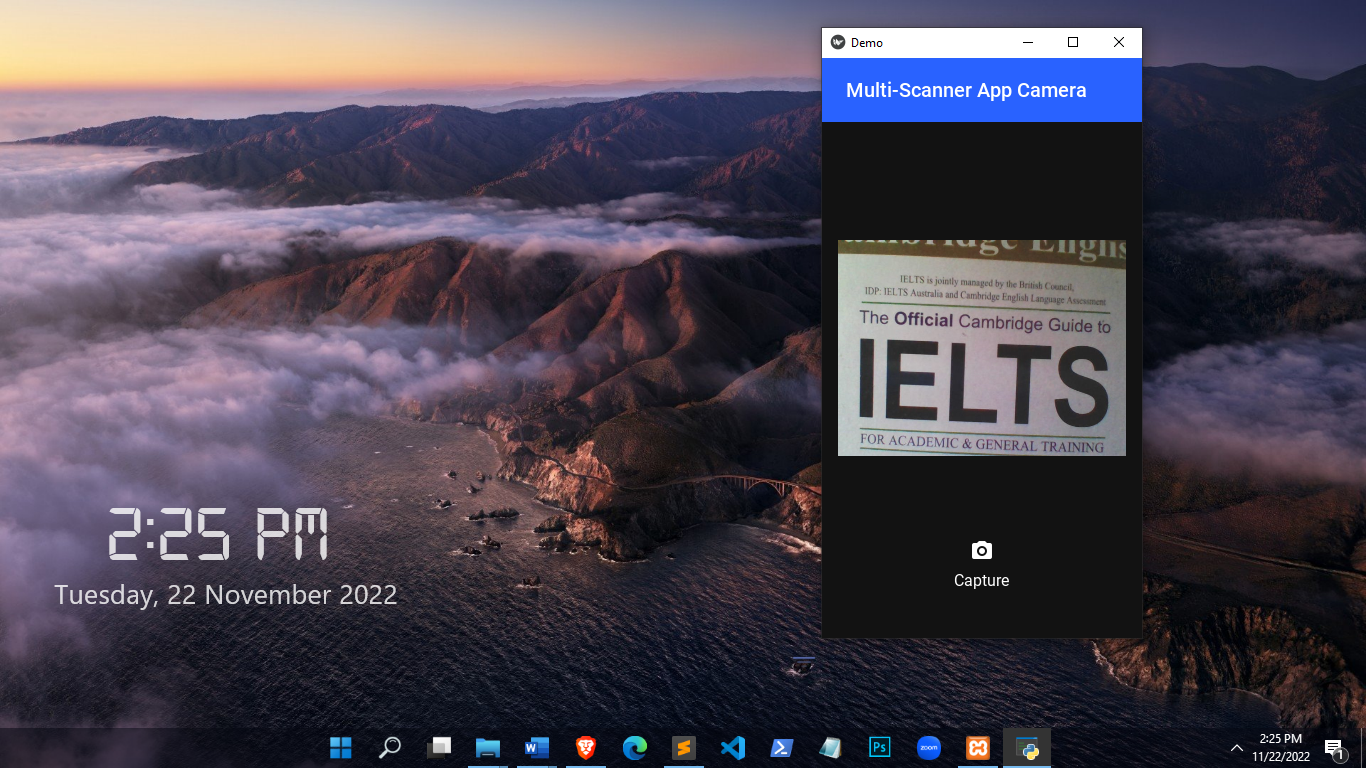 Demo
Multi-Scanner App Camera
Cambridge English
IELTS is jointly managed by the British Council,
IDP: IELTS Australia and Cambridge English Language Assessment
The Official Cambridge Guide to
IELTS
FOR ACADEMIC & GENERAL TRAINING
Capture
2:25 PM
Tuesday, 22 November 2022
W
Ps
zoom
2:25 PM
11/22/2022
1